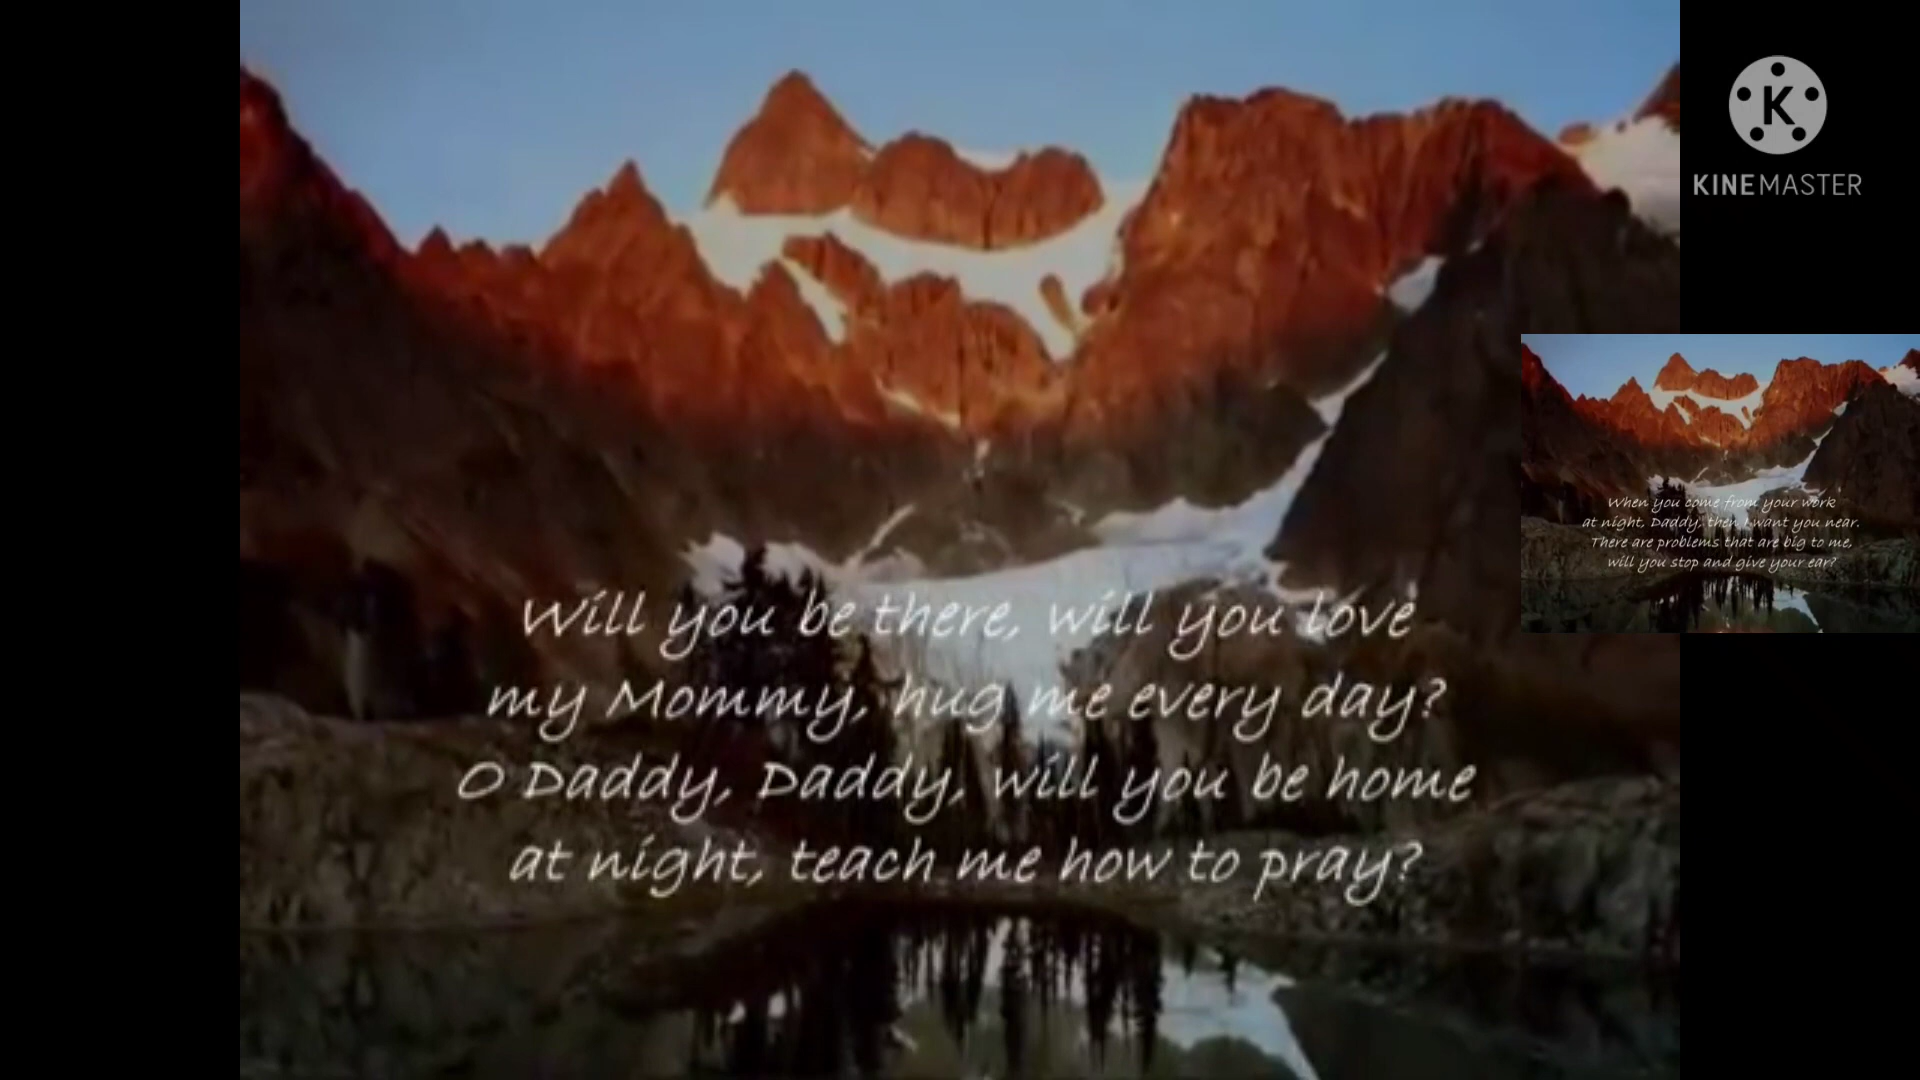 Will you be there, will you love
my Mommy, hug me every day?
O Daddy, Daddy, will you be home
at night, teach me how to pray?
K
KINEMASTER
When you come from your work
at night, Daddy, then I want you near.
There are problems that are big to me,
will you stop and give your ear?